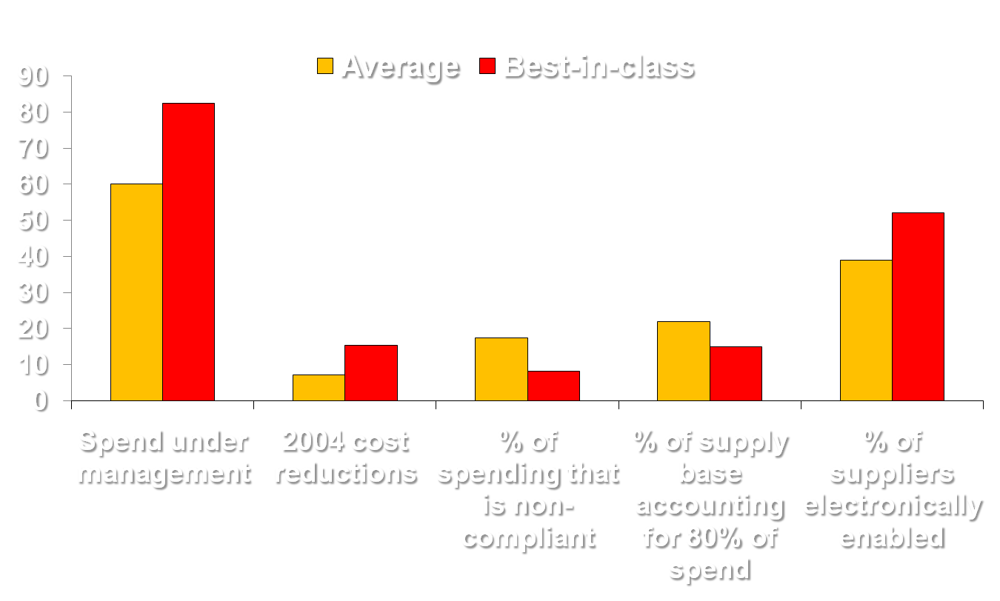 Average Best-in-class
90
80
70
60
50
40
30
20
10
0
Spend under
management
2004 cost
reductions
% of
spending that
is non-
compliant
% of supply
base
accounting
for 80% of
spend
% of
suppliers
electronically
enabled